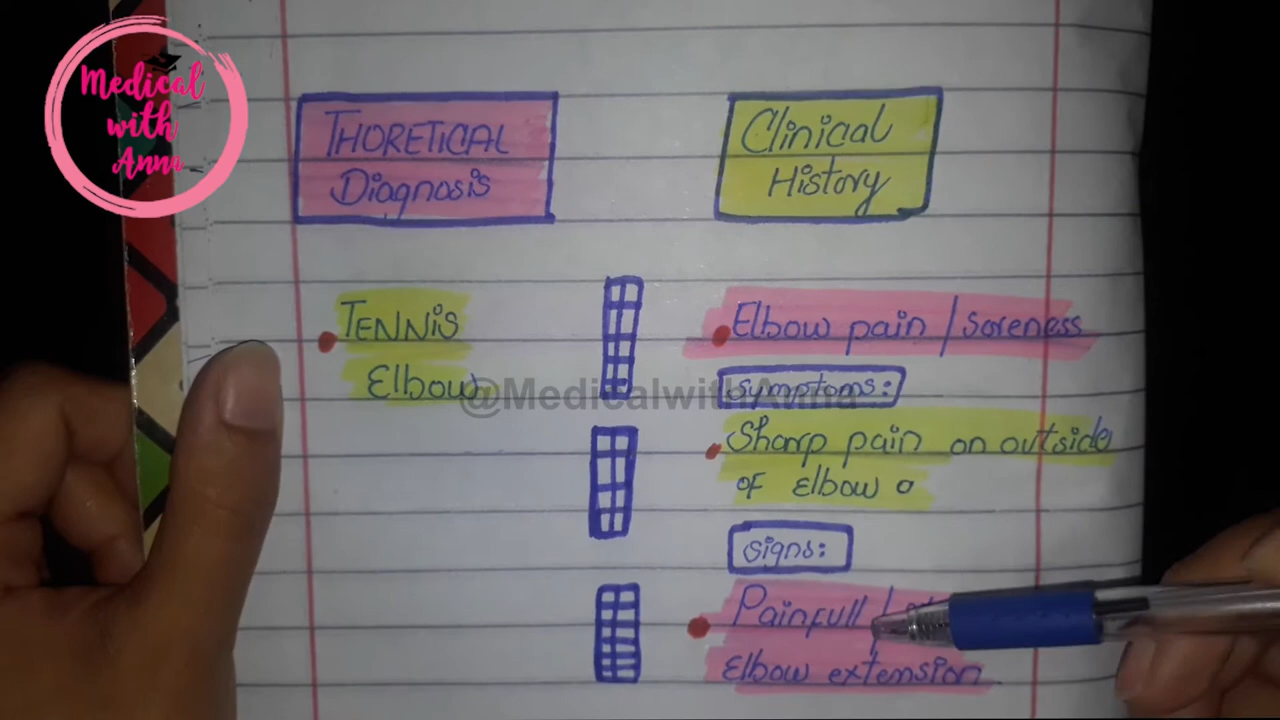 Medical
with
Anna
THORETICAL
Diagnosis
Clinical
History
TENNIS
Elbow
@MedicalwithAnna
Elbow pain / Soreness
Symptoms:
Sharp pain on outside
OF Elbow
Signs:
Painfull /
Elbow extension